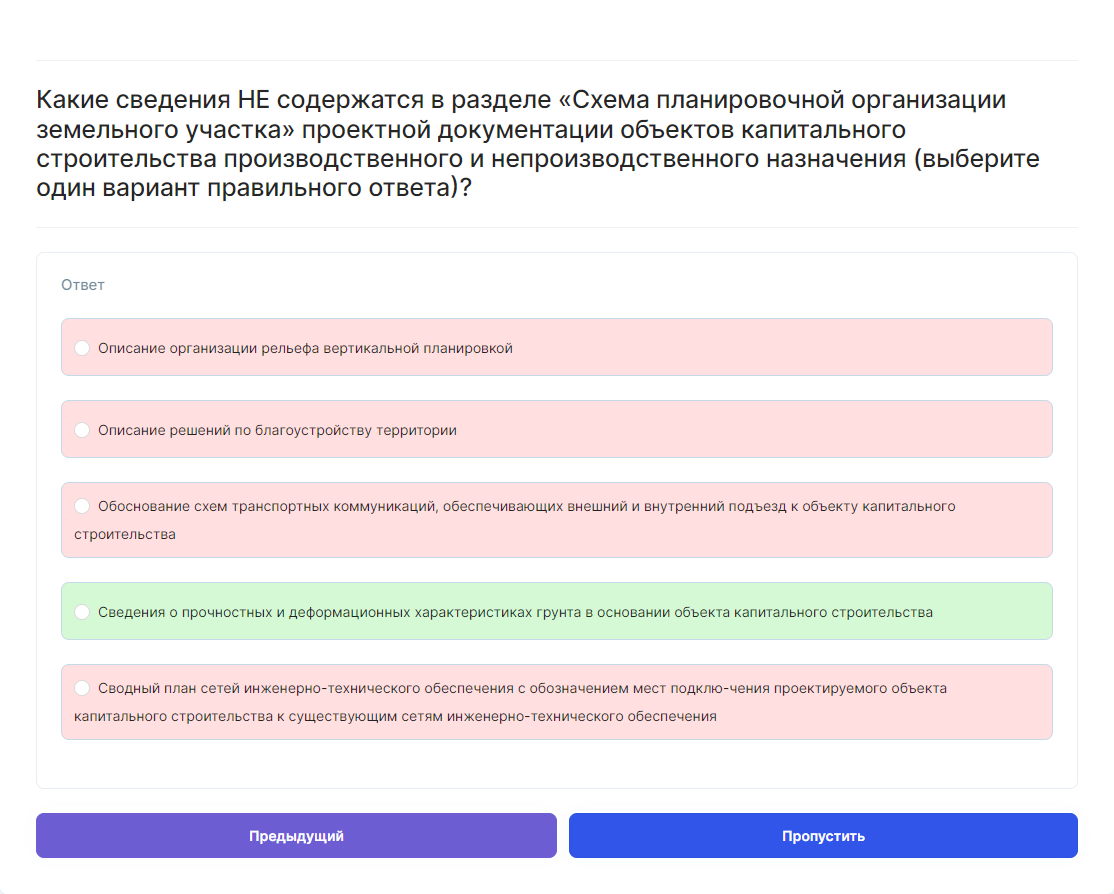 Какие сведения НЕ содержатся в разделе «Схема планировочной организации
земельного участка» проектной документации объектов капитального
строительства производственного и непроизводственного назначения (выберите
один вариант правильного ответа)?
Ответ
Описание организации рельефа вертикальной планировкой
Описание решений по благоустройству территории
Обоснование схем транспортных коммуникаций, обеспечивающих внешний и внутренний подъезд к объекту капитального
строительства
Сведения о прочностных и деформационных характеристиках грунта в основании объекта капитального строительства
Сводный план сетей инженерно-технического обеспечения с обозначением мест подклю-чения проектируемого объекта
капитального строительства к существующим сетям инженерно-технического обеспечения
Предыдущий
Пропустить